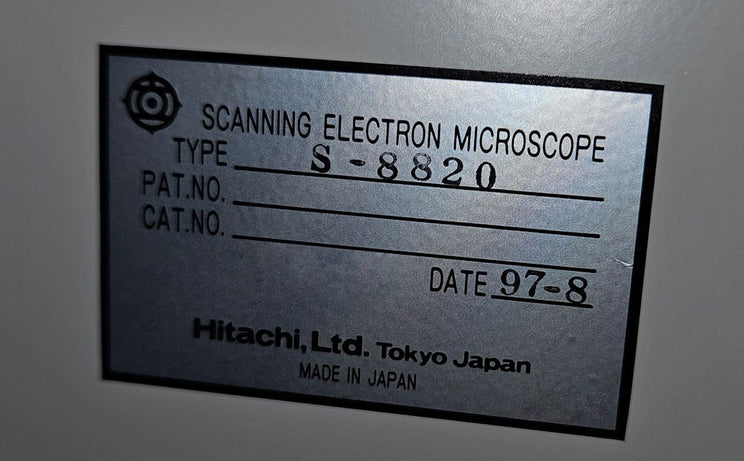 SCANNING ELECTRON MICROSCOPE
TYPE S-8820
PAT.NO.
CAT.NO.
DATE 97-8
Hitachi,Ltd. Tokyo Japan
MADE IN JAPAN